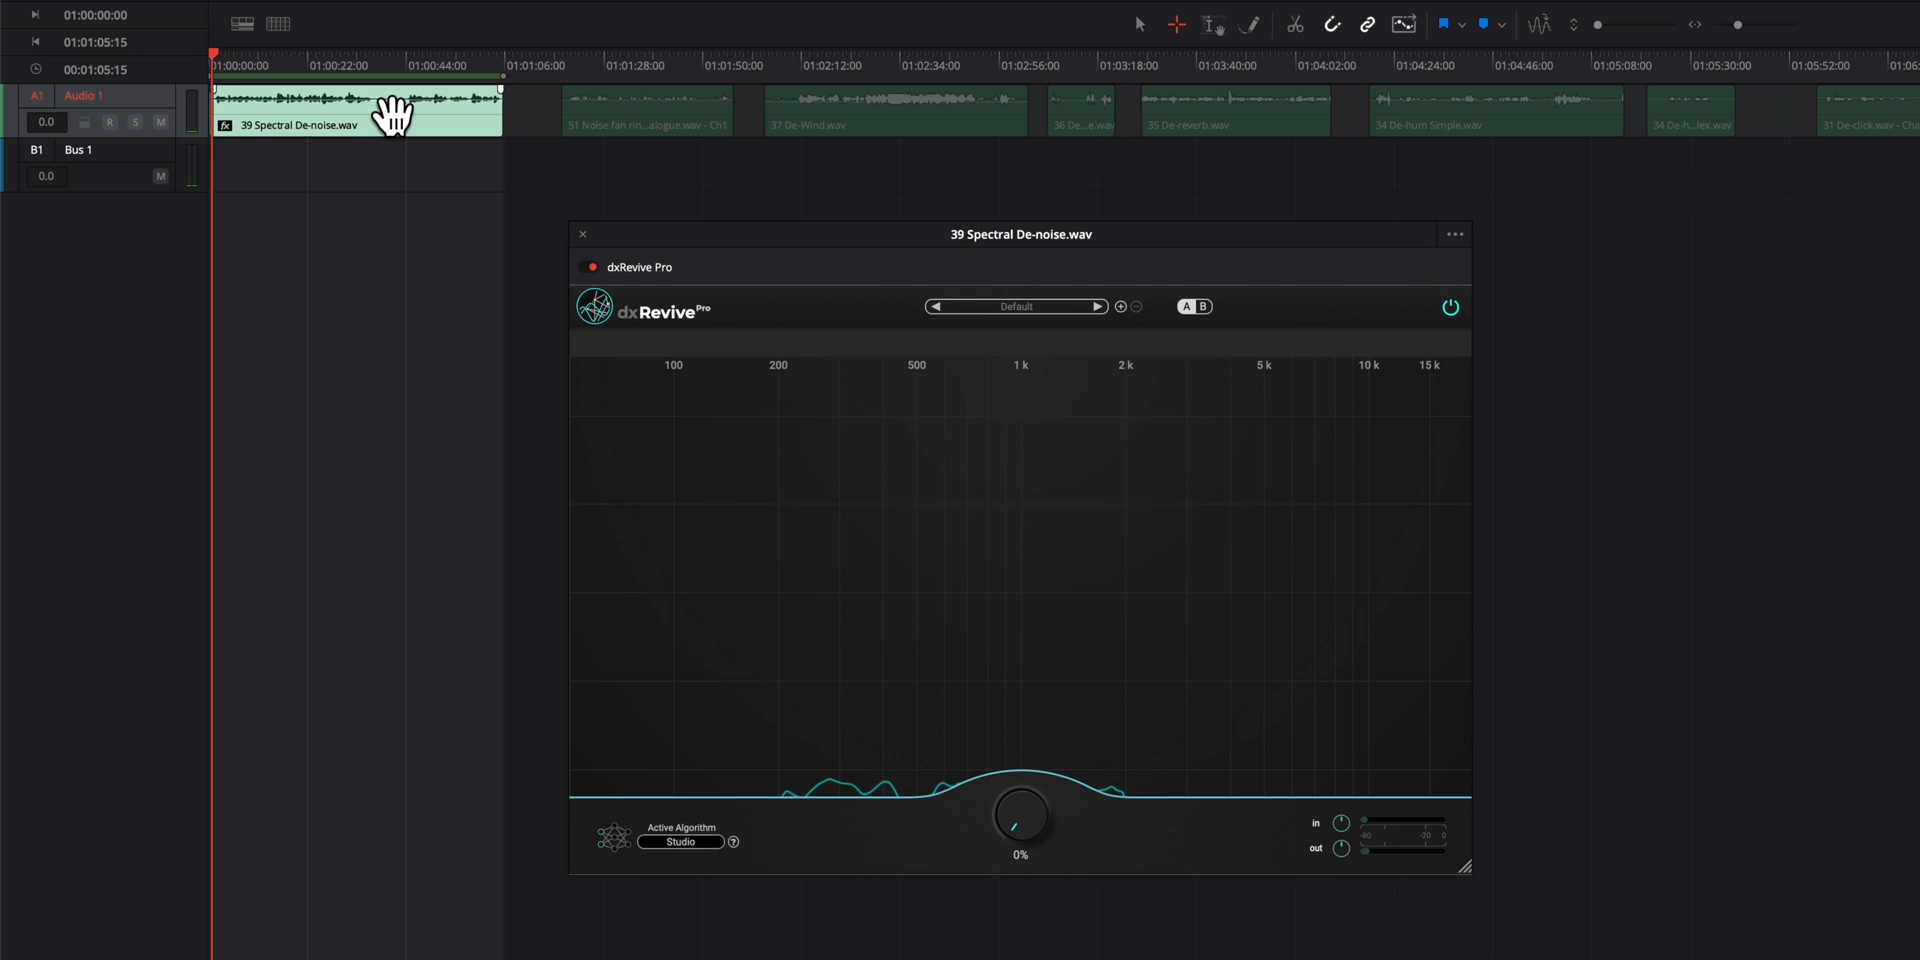 01:00:00:00
01:01:05:15
00:01:05:15
01:00:00:00 01:00:22:00 01:00:44:00 01:01:06:00 01:01:28:00 01:01:50:00 01:02:12:00 01:02:34:00 01:02:56:00 01:03:18:00 01:03:40:00 01:04:02:00 01:04:24:00 01:04:46:00 01:05:08:00 01:05:30:00 01:05:52:00 01:06:
A1 Audio 1
0.0 R S M
fx 39 Spectral De-noise.wav
51 Noise fan rin...alogue.wav - Ch1
37 De-Wind.wav
36 De...e.wav
35 De-reverb.wav
34 De-hum Simple.wav
34 De-h...lex.wav
31 De-click.wav - Cha
B1 Bus 1
0.0 M
39 Spectral De-noise.wav
dxRevive Pro
dxRevive Pro
Default
A B
100 200 500 1 k 2 k 5 k 10 k 15 k
Active Algorithm
Studio ?
0%
in
-80 -20 0
out